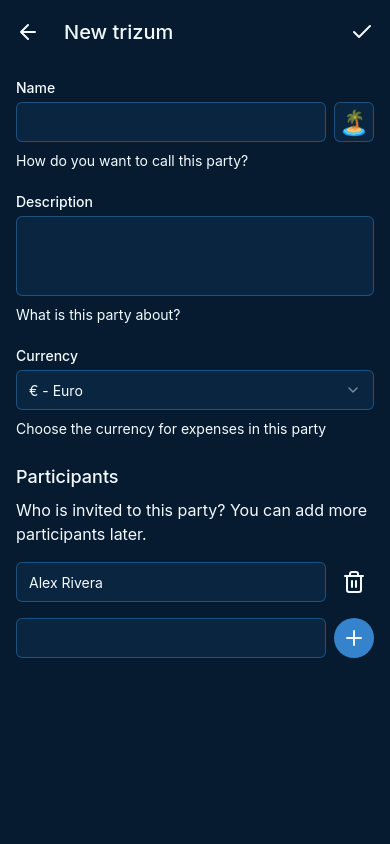 New trizum
Name
How do you want to call this party?
Description
What is this party about?
Currency
€ - Euro
Choose the currency for expenses in this party
Participants
Who is invited to this party? You can add more
participants later.
Alex Rivera